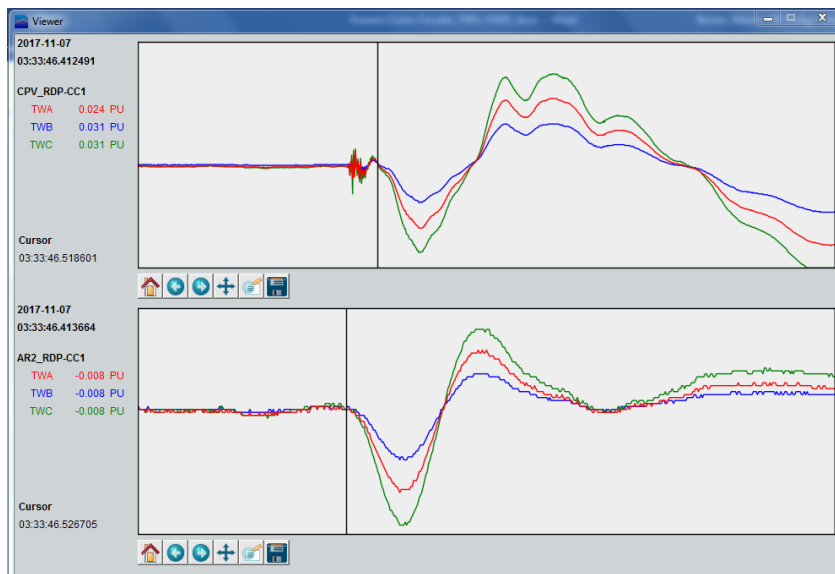 Viewer
2017-11-07
03:33:46.412491
CPV_RDP-CC1
TWA 0.024 PU
TWB 0.031 PU
TWC 0.031 PU
Cursor
03:33:46.518601
2017-11-07
03:33:46.413664
AR2_RDP-CC1
TWA -0.008 PU
TWB -0.008 PU
TWC -0.008 PU
Cursor
03:33:46.526705